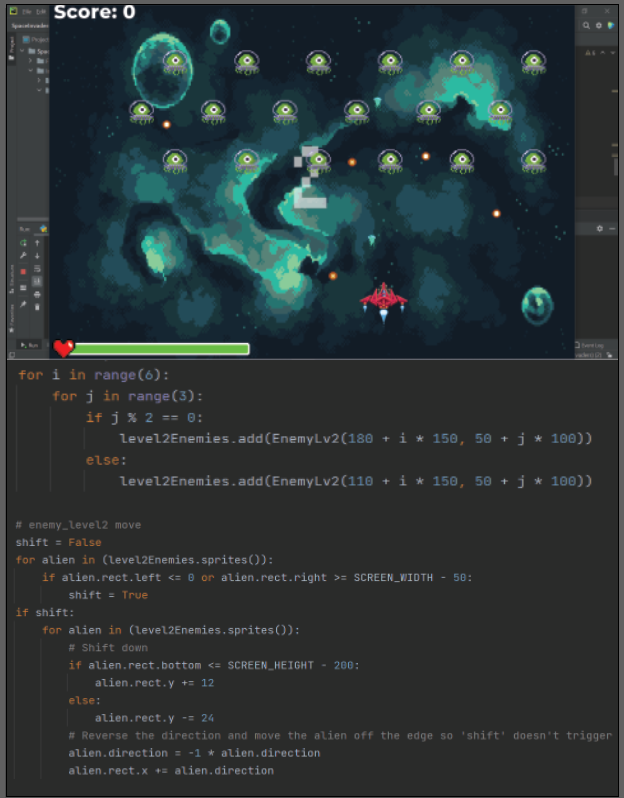 Score: 0
Run
Event Log
for i in range(6):
for j in range(3):
if j % 2 == 0:
level2Enemies.add(EnemyLv2(180 + i * 150, 50 + j * 100))
else:
level2Enemies.add(EnemyLv2(110 + i * 150, 50 + j * 100))
# enemy_level2 move
shift = False
for alien in (level2Enemies.sprites()):
if alien.rect.left <= 0 or alien.rect.right >= SCREEN_WIDTH - 50:
shift = True
if shift:
for alien in (level2Enemies.sprites()):
# Shift down
if alien.rect.bottom <= SCREEN_HEIGHT - 200:
alien.rect.y += 12
else:
alien.rect.y -= 24
# Reverse the direction and move the alien off the edge so 'shift' doesn't trigger
alien.direction = -1 * alien.direction
alien.rect.x += alien.direction